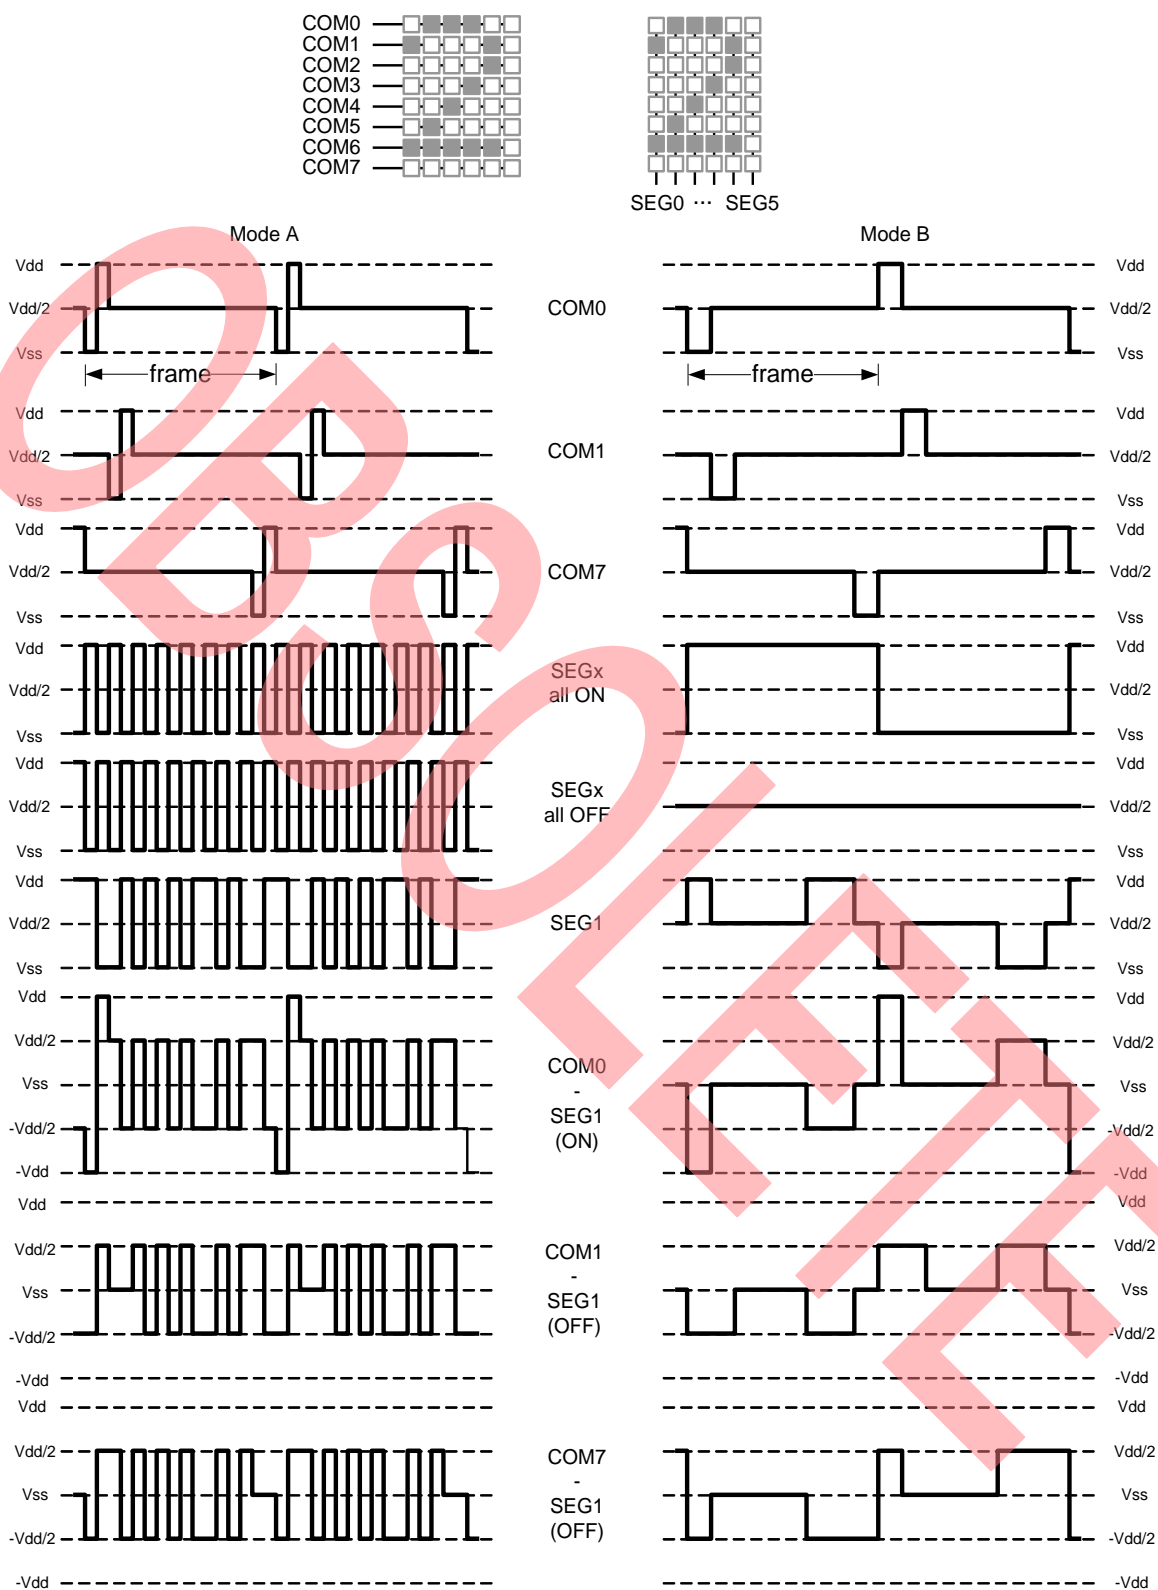 COM0
COM1
COM2
COM3
COM4
COM5
COM6
COM7
SEG0 ... SEG5
Mode A
Mode B
Vdd
Vdd/2
Vss
frame
COM0
Vdd
Vdd/2
Vss
frame
Vdd
Vdd/2
Vss
COM1
Vdd
Vdd/2
Vss
Vdd
Vdd/2
Vss
COM7
Vdd
Vdd/2
Vss
Vdd
Vdd/2
Vss
SEGx
all ON
Vdd
Vdd/2
Vss
Vdd
Vdd/2
Vss
SEGx
all OFF
Vdd
Vdd/2
Vss
Vdd
Vdd/2
Vss
SEG1
Vdd
Vdd/2
Vss
Vdd
Vdd/2
Vss
-Vdd/2
-Vdd
COM0
-
SEG1
(ON)
Vdd
Vdd/2
Vss
-Vdd/2
-Vdd
Vdd
Vdd/2
Vss
-Vdd/2
-Vdd
COM1
-
SEG1
(OFF)
Vdd
Vdd/2
Vss
-Vdd/2
-Vdd
Vdd
Vdd/2
Vss
-Vdd/2
-Vdd
COM7
-
SEG1
(OFF)
Vdd
Vdd/2
Vss
-Vdd/2
-Vdd
OBSOLETE